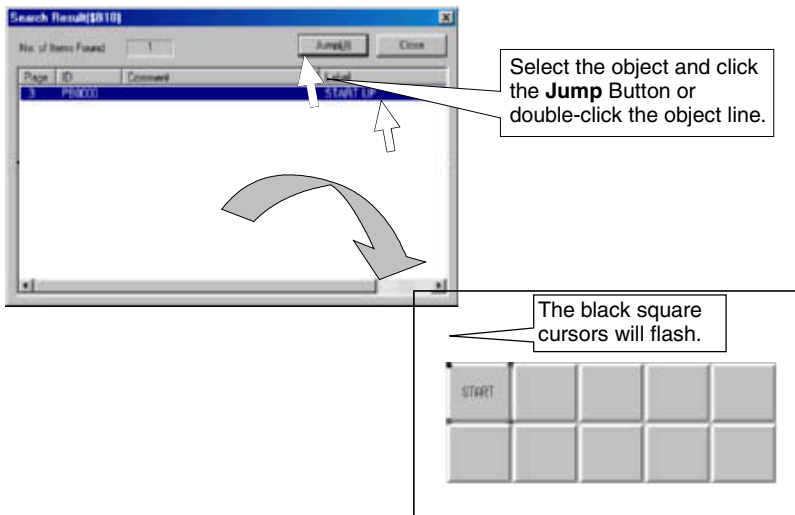 Search Result($B10)
No. of Items Found 1 Jump(J) Close
Page ID Comment Label
3 PB0000 START UP
Select the object and click
the Jump Button or
double-click the object line.
The black square
cursors will flash.
START